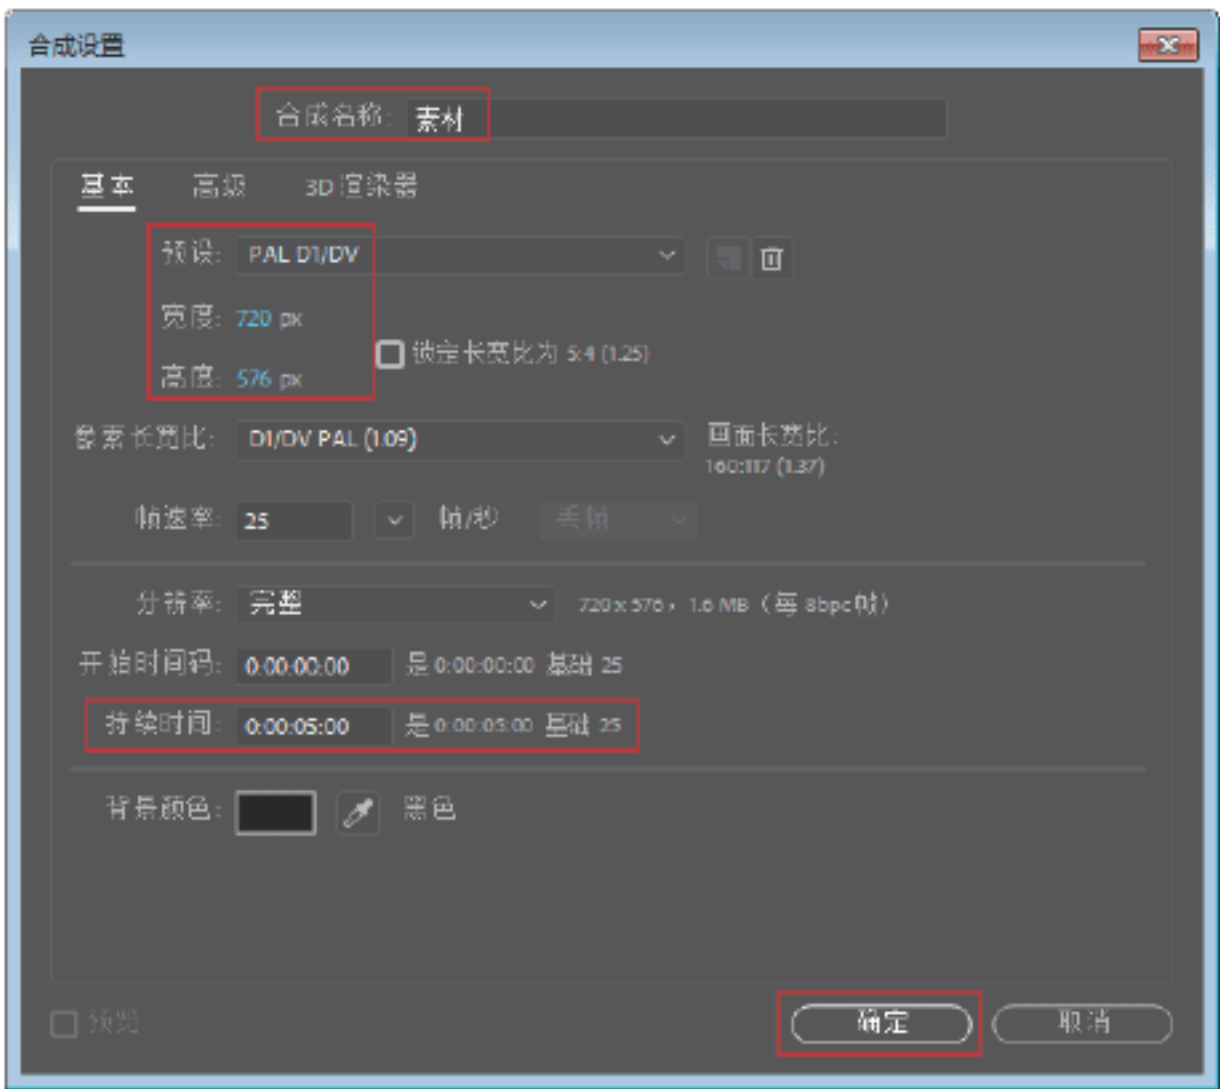 合成设置
合成名称: 素材
基本 高级 3D 渲染器
预设: PAL D1/DV
宽度: 720 px
锁定长宽比为 5:4 (1.25)
高度: 576 px
像素长宽比: D1/DV PAL (1.09) 画面长宽比:
160:117 (1.37)
帧速率: 25 帧/秒 丢帧
分辨率: 完整 720 x 576，1.6 MB（每 8bpc 帧）
开始时间码: 0:00:00:00 是 0:00:00:00 基础 25
持续时间: 0:00:05:00 是 0:00:05:00 基础 25
背景颜色: 黑色
预览 确定 取消